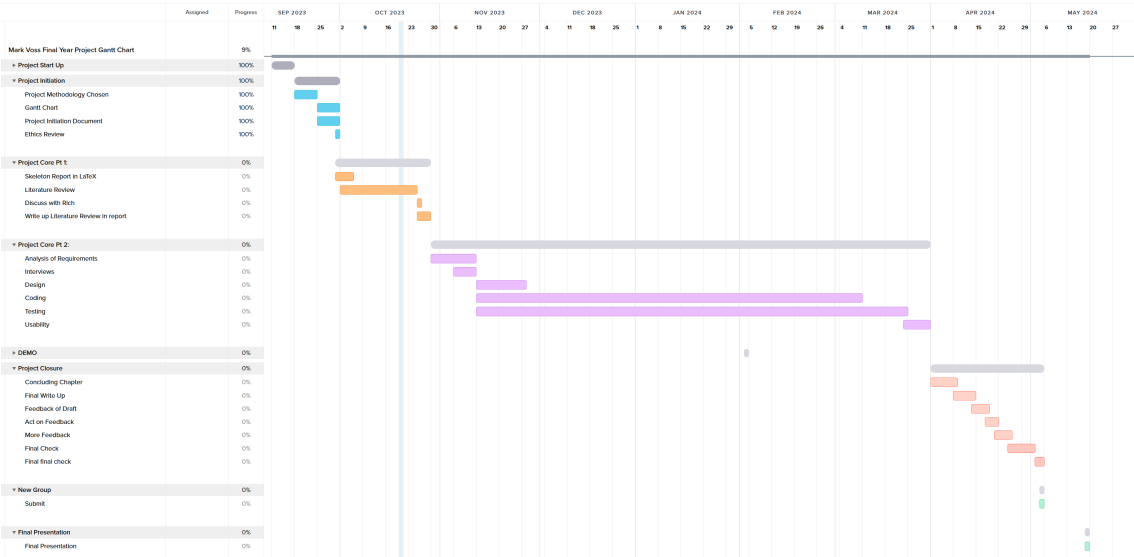 Assigned Progress SEP 2023 OCT 2023 NOV 2023 DEC 2023 JAN 2024 FEB 2024 MAR 2024 APR 2024 MAY 2024
11 18 25 2 9 16 23 30 6 13 20 27 4 11 18 25 1 8 15 22 29 5 12 19 26 4 11 18 25 1 8 15 22 29 6 13 20 27
Mark Voss Final Year Project Gantt Chart 9%
Project Start Up 100%
Project Initiation 100%
Project Methodology Chosen 100%
Gantt Chart 100%
Project Initiation Document 100%
Ethics Review 100%
Project Core Pt 1: 0%
Skeleton Report in LaTeX 0%
Literature Review 0%
Discuss with Rich 0%
Write up Literature Review in report 0%
Project Core Pt 2: 0%
Analysis of Requirements 0%
Interviews 0%
Design 0%
Coding 0%
Testing 0%
Usability 0%
DEMO 0%
Project Closure 0%
Concluding Chapter 0%
Final Write Up 0%
Feedback of Draft 0%
Act on Feedback 0%
More Feedback 0%
Final Check 0%
Final final check 0%
New Group 0%
Submit 0%
Final Presentation 0%
Final Presentation 0%